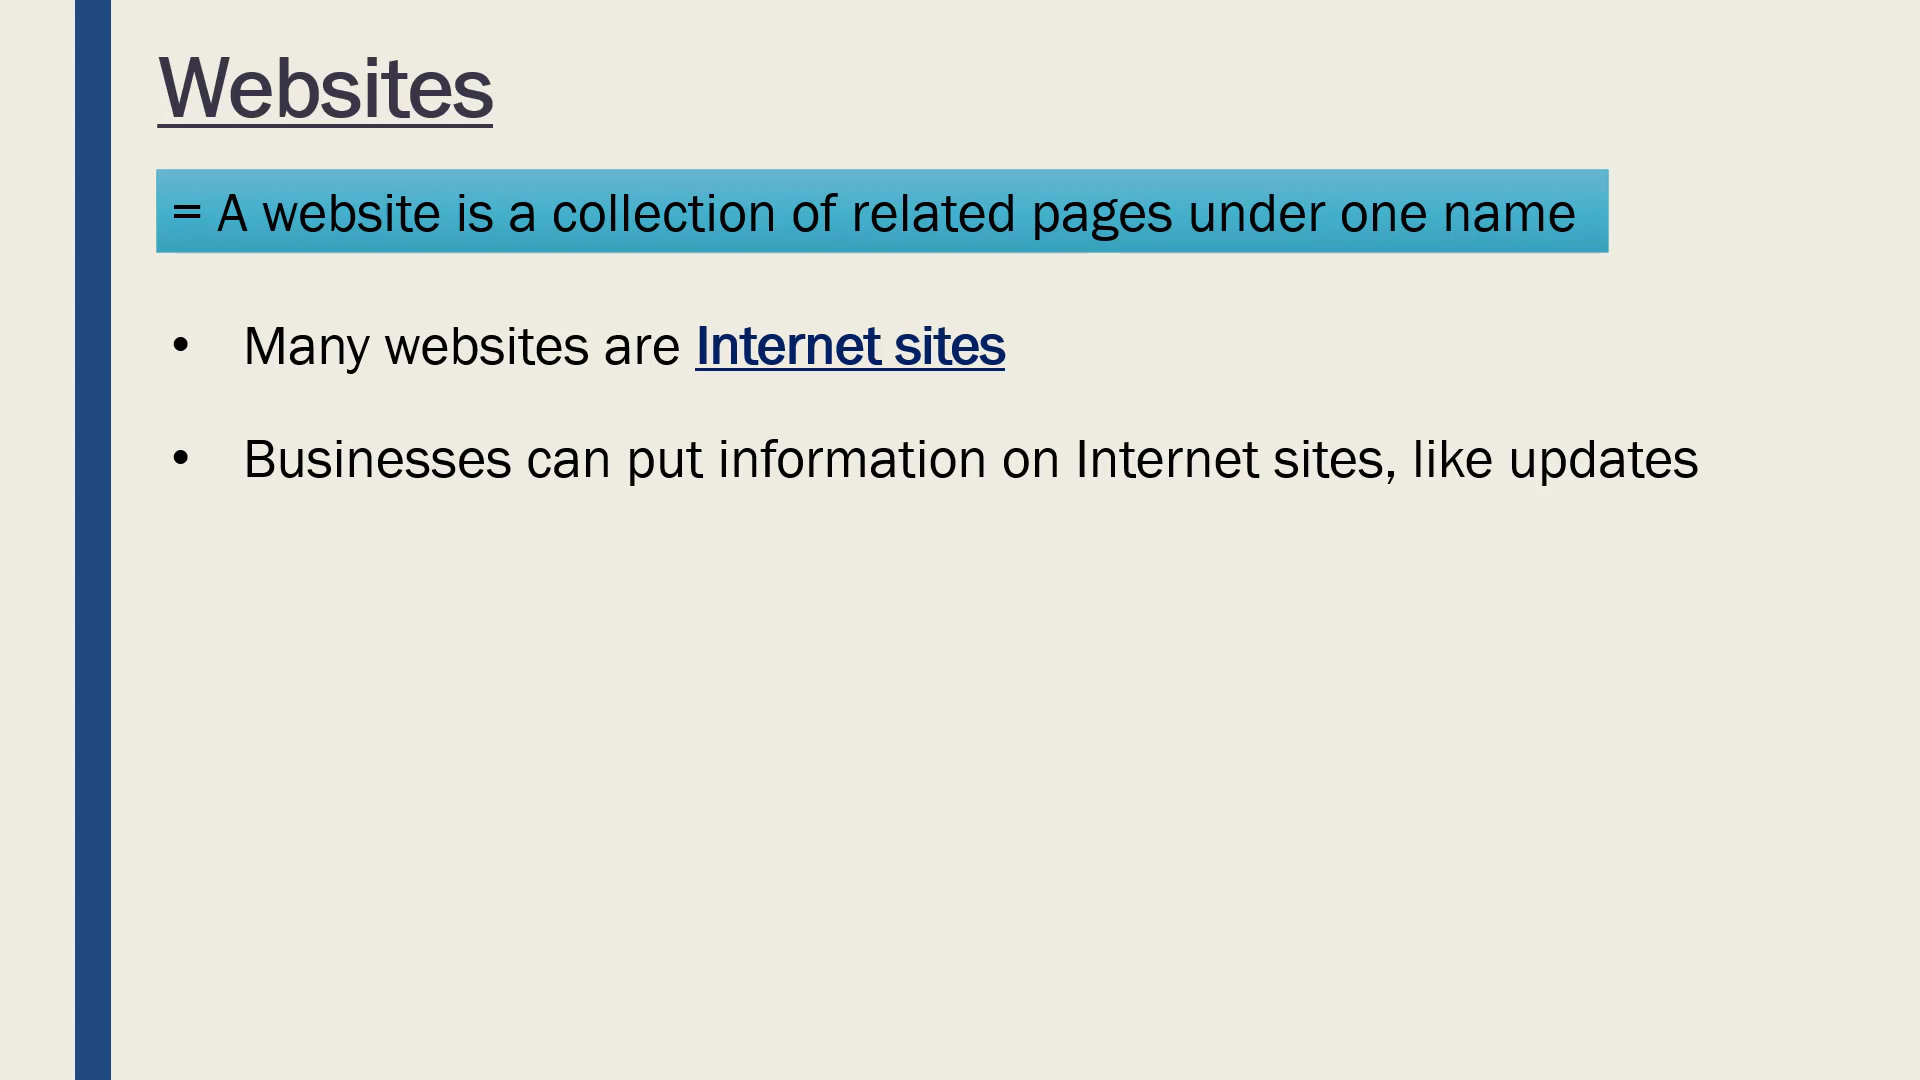 Websites
= A website is a collection of related pages under one name
• Many websites are Internet sites
• Businesses can put information on Internet sites, like updates